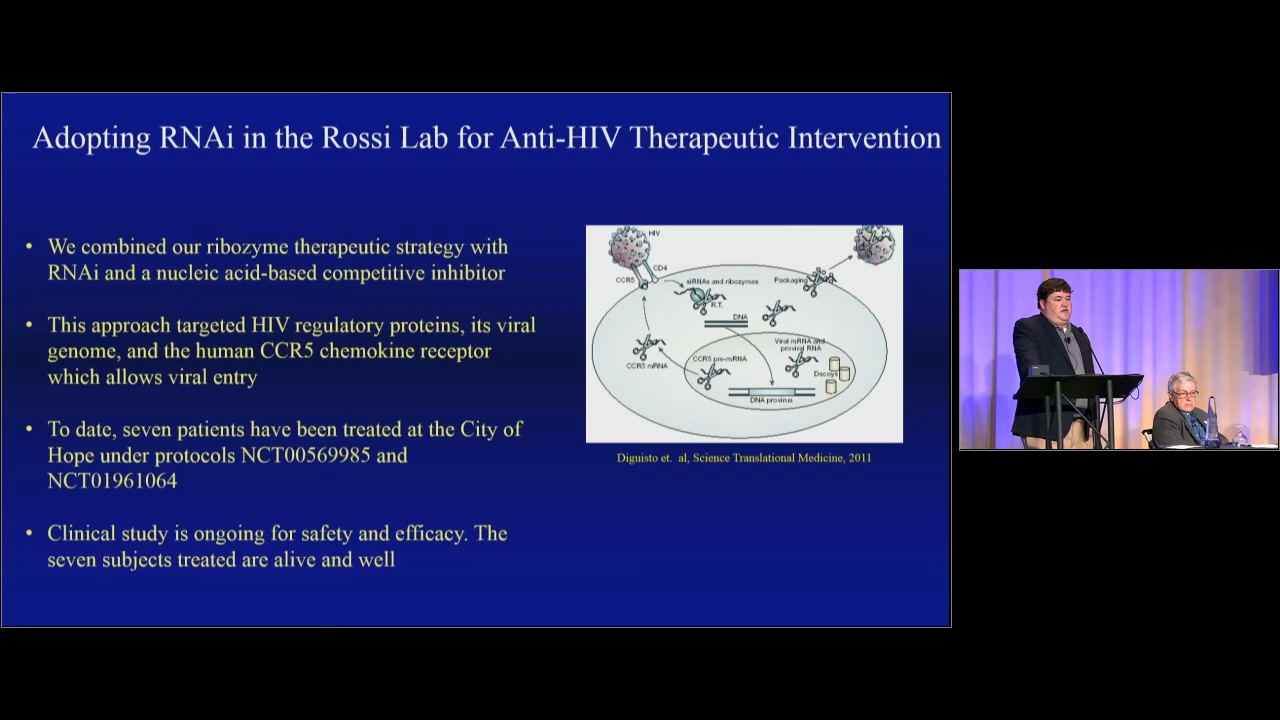 Adopting RNAi in the Rossi Lab for Anti-HIV Therapeutic Intervention
• We combined our ribozyme therapeutic strategy with
RNAi and a nucleic acid-based competitive inhibitor
• This approach targeted HIV regulatory proteins, its viral
genome, and the human CCR5 chemokine receptor
which allows viral entry
• To date, seven patients have been treated at the City of
Hope under protocols NCT00569985 and
NCT01961064
• Clinical study is ongoing for safety and efficacy. The
seven subjects treated are alive and well
HIV
CD4
CCR5
siRNAs and ribozymes
Packaging
R.T.
DNA
Viral mRNA and
proviral RNA
CCR5 pre-mRNA
CCR5 mRNA
Decoys
DNA provirus
Diguisto et. al, Science Translational Medicine, 2011